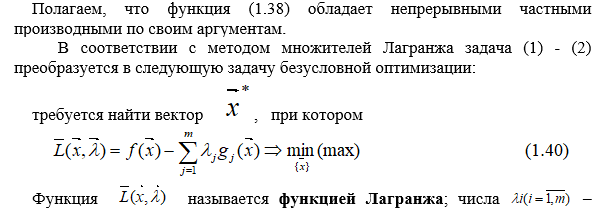 Полагаем, что функция (1.38) обладает непрерывными частными
производными по своим аргументам.
В соответствии с методом множителей Лагранжа задача (1) - (2)
преобразуется в следующую задачу безусловной оптимизации:
требуется найти вектор x⃗* , при котором
L̅(x⃗,λ⃗) = f(x⃗) − ∑_{j=1}^{m} λ_j g_j(x⃗) ⇒ min_{{x̅}} (max) (1.40)
Функция L̅(x⃗,λ⃗) называется функцией Лагранжа; числа λi(i = 1,m̅) –